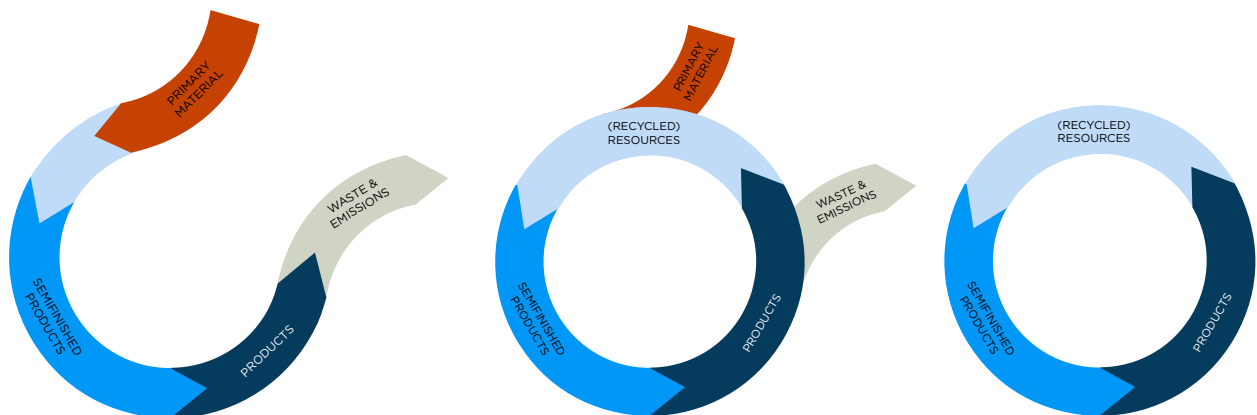 PRIMARY
MATERIAL
WASTE &
EMISSIONS
SEMIFINISHED
PRODUCTS
PRODUCTS
PRIMARY
MATERIAL
(RECYCLED)
RESOURCES
WASTE &
EMISSIONS
SEMIFINISHED
PRODUCTS
PRODUCTS
(RECYCLED)
RESOURCES
SEMIFINISHED
PRODUCTS
PRODUCTS